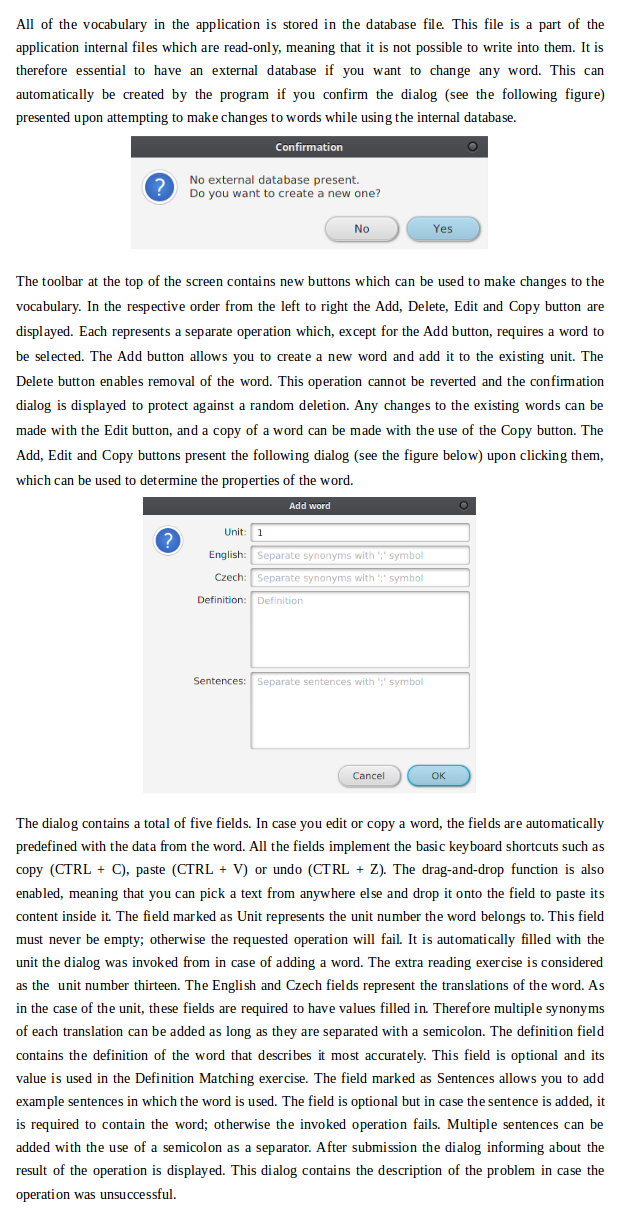 All of the vocabulary in the application is stored in the database file. This file is a part of the
application internal files which are read-only, meaning that it is not possible to write into them. It is
therefore essential to have an external database if you want to change any word. This can
automatically be created by the program if you confirm the dialog (see the following figure)
presented upon attempting to make changes to words while using the internal database.
Confirmation
No external database present.
Do you want to create a new one?
No Yes
The toolbar at the top of the screen contains new buttons which can be used to make changes to the
vocabulary. In the respective order from the left to right the Add, Delete, Edit and Copy button are
displayed. Each represents a separate operation which, except for the Add button, requires a word to
be selected. The Add button allows you to create a new word and add it to the existing unit. The
Delete button enables removal of the word. This operation cannot be reverted and the confirmation
dialog is displayed to protect against a random deletion. Any changes to the existing words can be
made with the Edit button, and a copy of a word can be made with the use of the Copy button. The
Add, Edit and Copy buttons present the following dialog (see the figure below) upon clicking them,
which can be used to determine the properties of the word.
Add word
Unit: 1
English: Separate synonyms with ';' symbol
Czech: Separate synonyms with ';' symbol
Definition: Definition
Sentences: Separate sentences with ';' symbol
Cancel OK
The dialog contains a total of five fields. In case you edit or copy a word, the fields are automatically
predefined with the data from the word. All the fields implement the basic keyboard shortcuts such as
copy (CTRL + C), paste (CTRL + V) or undo (CTRL + Z). The drag-and-drop function is also
enabled, meaning that you can pick a text from anywhere else and drop it onto the field to paste its
content inside it. The field marked as Unit represents the unit number the word belongs to. This field
must never be empty; otherwise the requested operation will fail. It is automatically filled with the
unit the dialog was invoked from in case of adding a word. The extra reading exercise is considered
as the unit number thirteen. The English and Czech fields represent the translations of the word. As
in the case of the unit, these fields are required to have values filled in. Therefore multiple synonyms
of each translation can be added as long as they are separated with a semicolon. The definition field
contains the definition of the word that describes it most accurately. This field is optional and its
value is used in the Definition Matching exercise. The field marked as Sentences allows you to add
example sentences in which the word is used. The field is optional but in case the sentence is added, it
is required to contain the word; otherwise the invoked operation fails. Multiple sentences can be
added with the use of a semicolon as a separator. After submission the dialog informing about the
result of the operation is displayed. This dialog contains the description of the problem in case the
operation was unsuccessful.